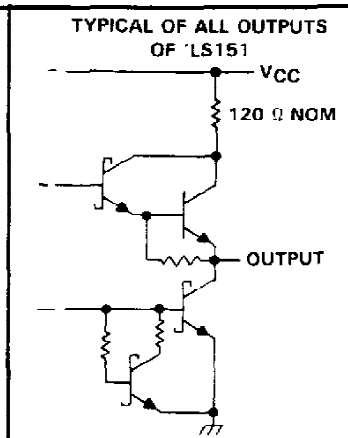 TYPICAL OF ALL OUTPUTS
OF 'LS151
VCC
120 Ω NOM
OUTPUT